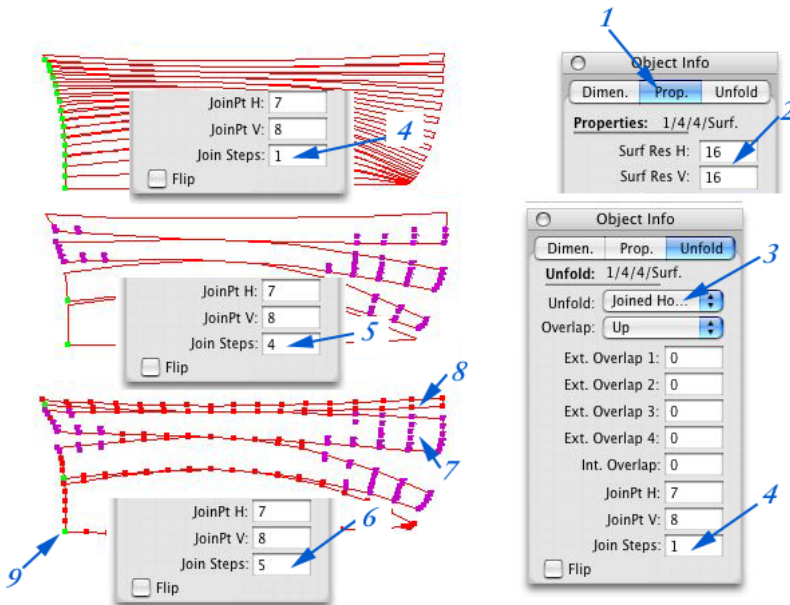 JoinPt H: 7
JoinPt V: 8
Join Steps: 1
4
Flip
JoinPt H: 7
JoinPt V: 8
Join Steps: 4
5
Flip
8
7
JoinPt H: 7
JoinPt V: 8
Join Steps: 5
6
Flip
9
1
Object Info
Dimen. Prop. Unfold
2
Properties: 1/4/4/Surf.
Surf Res H: 16
Surf Res V: 16
Object Info
Dimen. Prop. Unfold
Unfold: 1/4/4/Surf.
3
Unfold: Joined Ho...
Overlap: Up
Ext. Overlap 1: 0
Ext. Overlap 2: 0
Ext. Overlap 3: 0
Ext. Overlap 4: 0
Int. Overlap: 0
JoinPt H: 7
JoinPt V: 8
4
Join Steps: 1
Flip